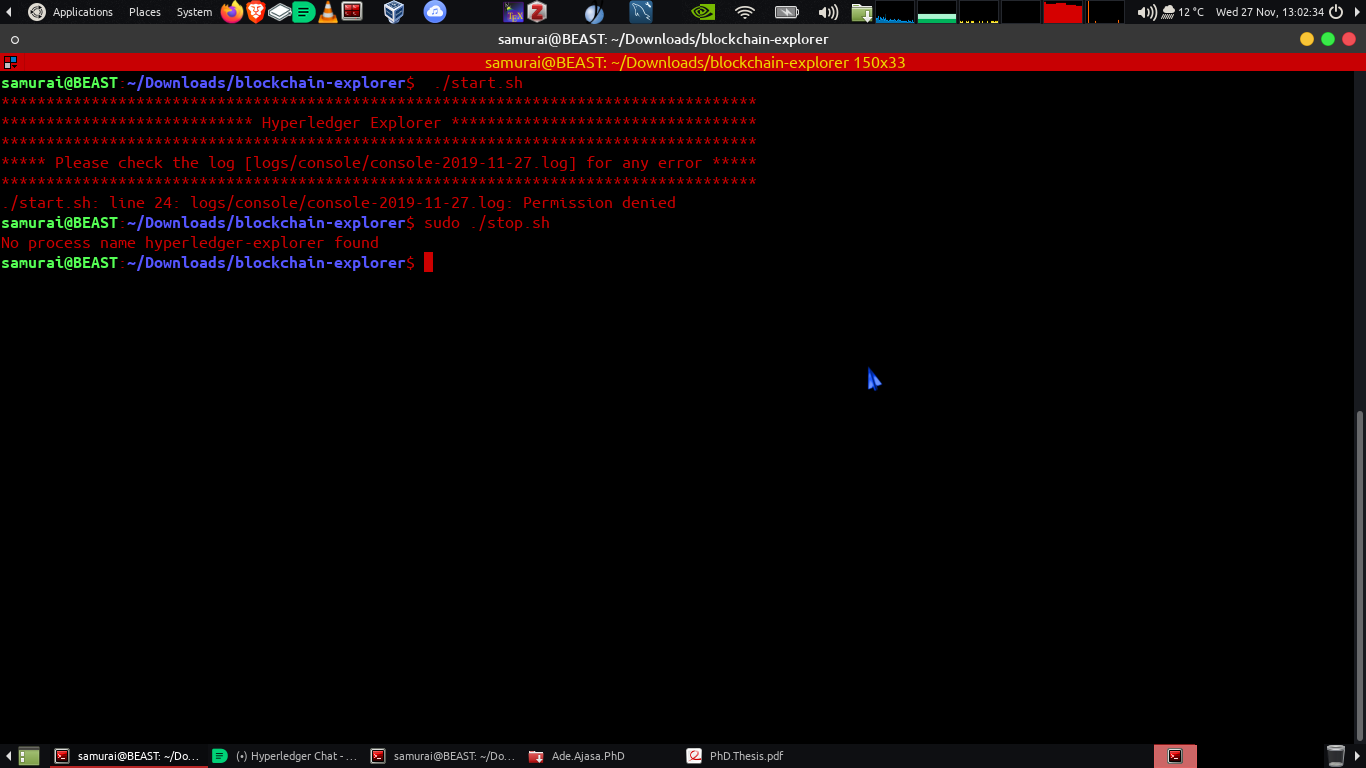 Applications Places System 12 °C Wed 27 Nov, 13:02:34
samurai@BEAST: ~/Downloads/blockchain-explorer
samurai@BEAST: ~/Downloads/blockchain-explorer 150x33
samurai@BEAST:~/Downloads/blockchain-explorer$  ./start.sh
************************************************************************************
**************************** Hyperledger Explorer **********************************
************************************************************************************
***** Please check the log [logs/console/console-2019-11-27.log] for any error *****
************************************************************************************
./start.sh: line 24: logs/console/console-2019-11-27.log: Permission denied
samurai@BEAST:~/Downloads/blockchain-explorer$ sudo ./stop.sh
No process name hyperledger-explorer found
samurai@BEAST:~/Downloads/blockchain-explorer$
samurai@BEAST: ~/Do... (•) Hyperledger Chat - ... samurai@BEAST: ~/Do... Ade.Ajasa.PhD PhD.Thesis.pdf